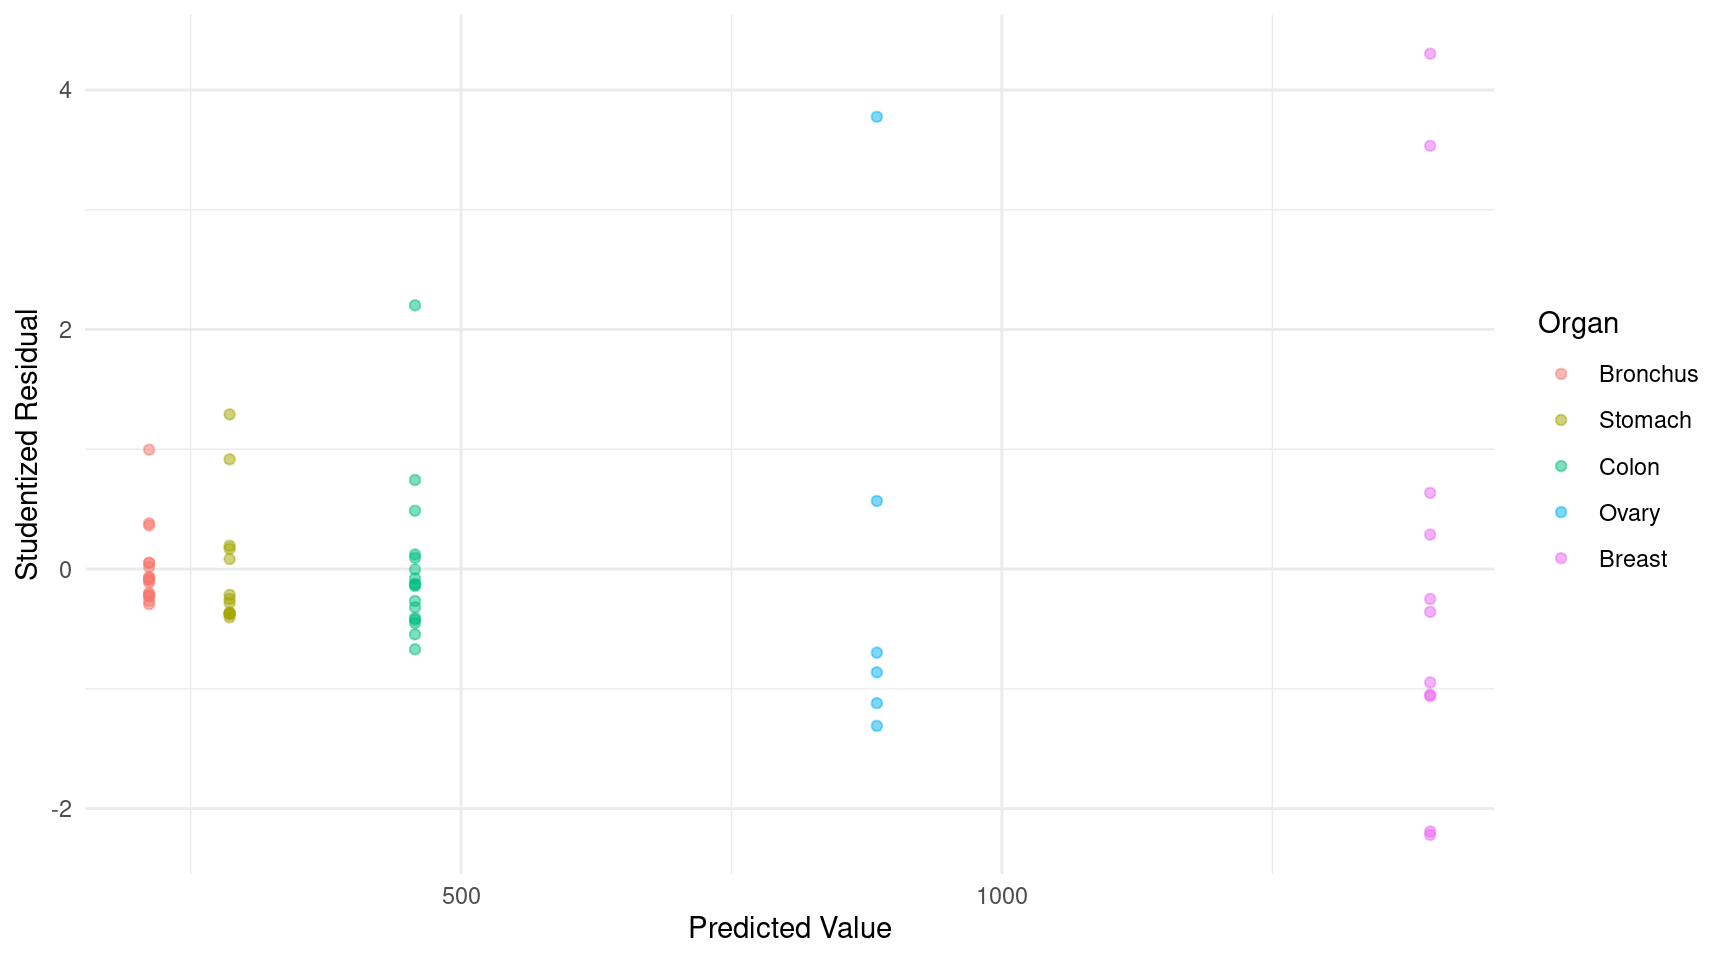 4
2
0
-2
Studentized Residual
500
1000
Predicted Value
Organ
Bronchus
Stomach
Colon
Ovary
Breast